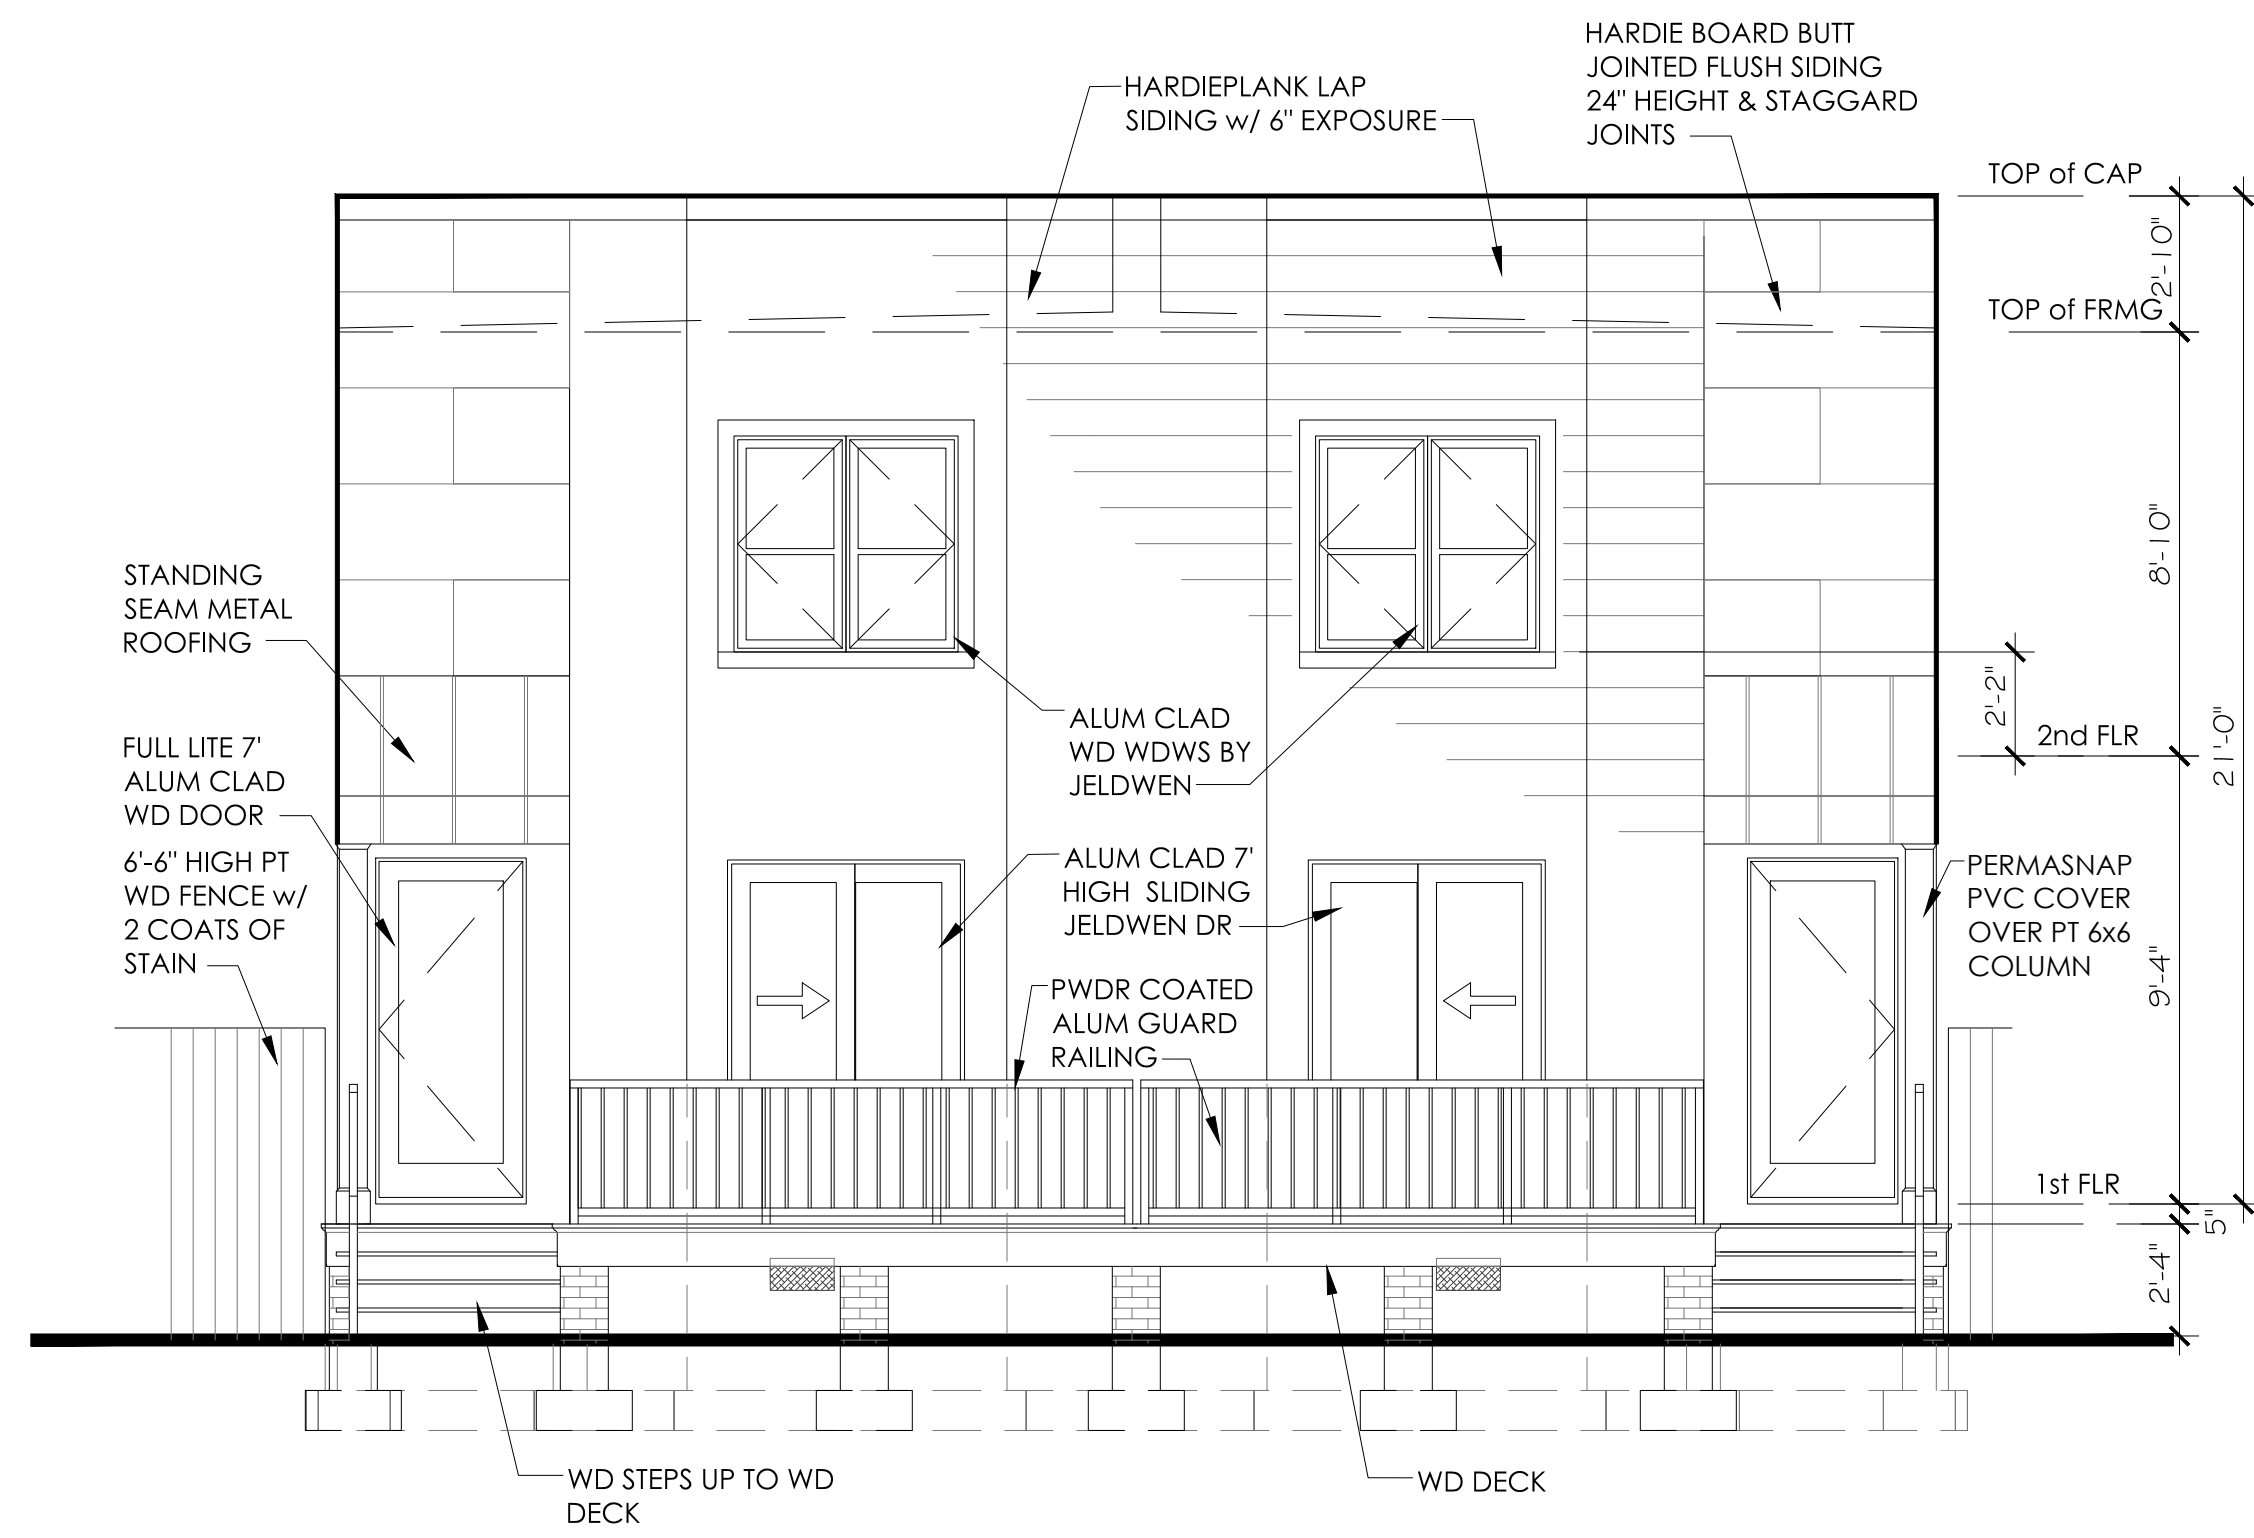 HARDIE BOARD BUTT
JOINTED FLUSH SIDING
24" HEIGHT & STAGGARD
JOINTS
HARDIEPLANK LAP
SIDING w/ 6" EXPOSURE
TOP of CAP
2'-10"
TOP of FRMG
8'-10"
STANDING
SEAM METAL
ROOFING
2'-2"
21'-0"
2nd FLR
ALUM CLAD
WD WDWS BY
JELDWEN
FULL LITE 7'
ALUM CLAD
WD DOOR
6'-6" HIGH PT
WD FENCE w/
2 COATS OF
STAIN
ALUM CLAD 7'
HIGH SLIDING
JELDWEN DR
PERMASNAP
PVC COVER
OVER PT 6x6
COLUMN
9'-4"
PWDR COATED
ALUM GUARD
RAILING
1st FLR
5"
2'-4"
WD STEPS UP TO WD
DECK
WD DECK